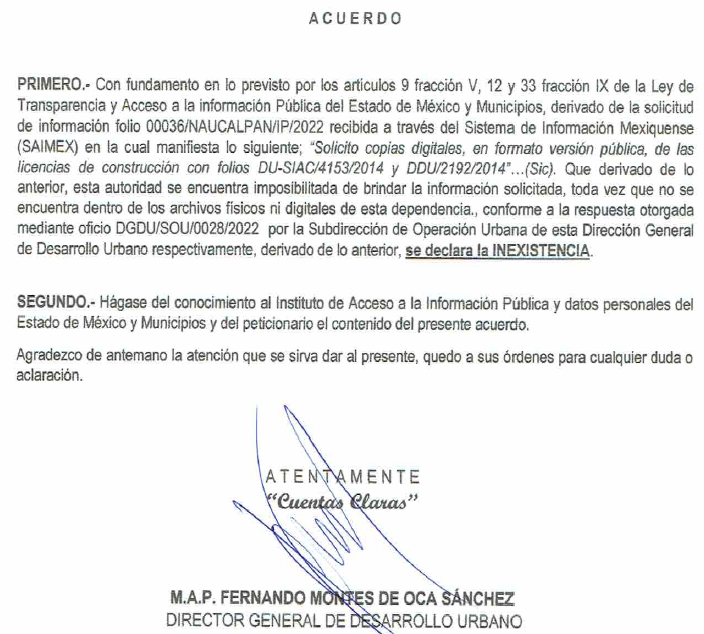 ACUERDO
PRIMERO.- Con fundamento en lo previsto por los artículos 9 fracción V, 12 y 33 fracción IX de la Ley de
Transparencia y Acceso a la información Pública del Estado de México y Municipios, derivado de la solicitud
de información folio 00036/NAUCALPAN/IP/2022 recibida a través del Sistema de Información Mexiquense
(SAIMEX) en la cual manifiesta lo siguiente; “Solicito copias digitales, en formato versión pública, de las
licencias de construcción con folios DU-SIAC/4153/2014 y DDU/2192/2014”...(Sic). Que derivado de lo
anterior, esta autoridad se encuentra imposibilitada de brindar la información solicitada, toda vez que no se
encuentra dentro de los archivos físicos ni digitales de esta dependencia., conforme a la respuesta otorgada
mediante oficio DGDU/SOU/0028/2022 por la Subdirección de Operación Urbana de esta Dirección General
de Desarrollo Urbano respectivamente, derivado de lo anterior, se declara la INEXISTENCIA.
SEGUNDO.- Hágase del conocimiento al Instituto de Acceso a la Información Pública y datos personales del
Estado de México y Municipios y del peticionario el contenido del presente acuerdo.
Agradezco de antemano la atención que se sirva dar al presente, quedo a sus órdenes para cualquier duda o
aclaración.
ATENTAMENTE
“Cuentas Claras”
M.A.P. FERNANDO MONTES DE OCA SÁNCHEZ
DIRECTOR GENERAL DE DESARROLLO URBANO